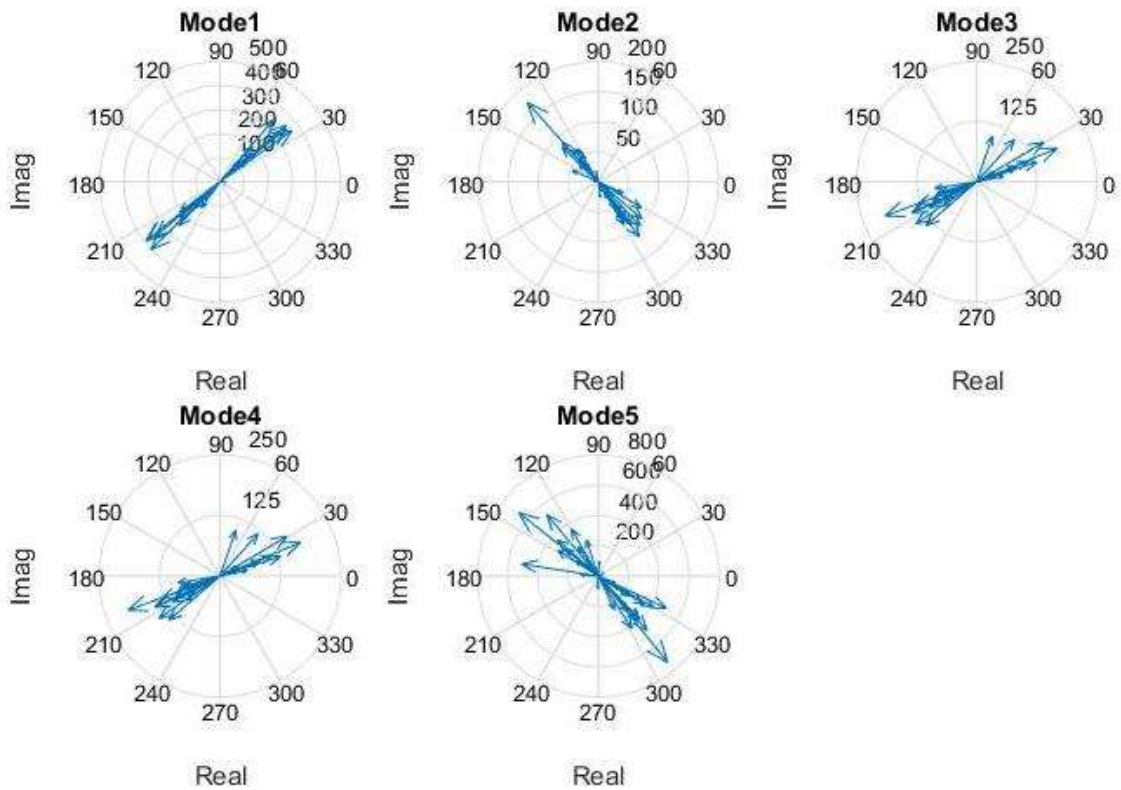 Mode1
90 500
120 60
400
300
150 200 30
100
Imag
180 0
210 330
240 300
270
Real
Mode2
90 200
120 150 60
100
150 50 30
Imag
180 0
210 330
240 300
270
Real
Mode3
90 250
120 60
125
150 30
Imag
180 0
210 330
240 300
270
Real
Mode4
90 250
120 60
125
150 30
Imag
180 0
210 330
240 300
270
Real
Mode5
90 800
120 600 60
400
150 200 30
Imag
180 0
210 330
240 300
270
Real